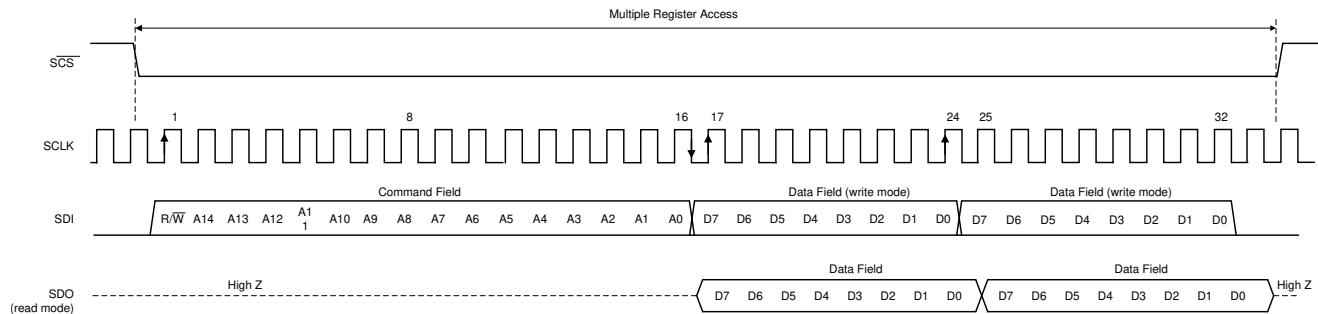 Multiple Register Access
SCS
1 8 16 17 24 25 32
SCLK
Command Field Data Field (write mode) Data Field (write mode)
SDI R/W A14 A13 A12 A11 A10 A9 A8 A7 A6 A5 A4 A3 A2 A1 A0 D7 D6 D5 D4 D3 D2 D1 D0 D7 D6 D5 D4 D3 D2 D1 D0
Data Field Data Field
High Z High Z
SDO D7 D6 D5 D4 D3 D2 D1 D0 D7 D6 D5 D4 D3 D2 D1 D0
(read mode)